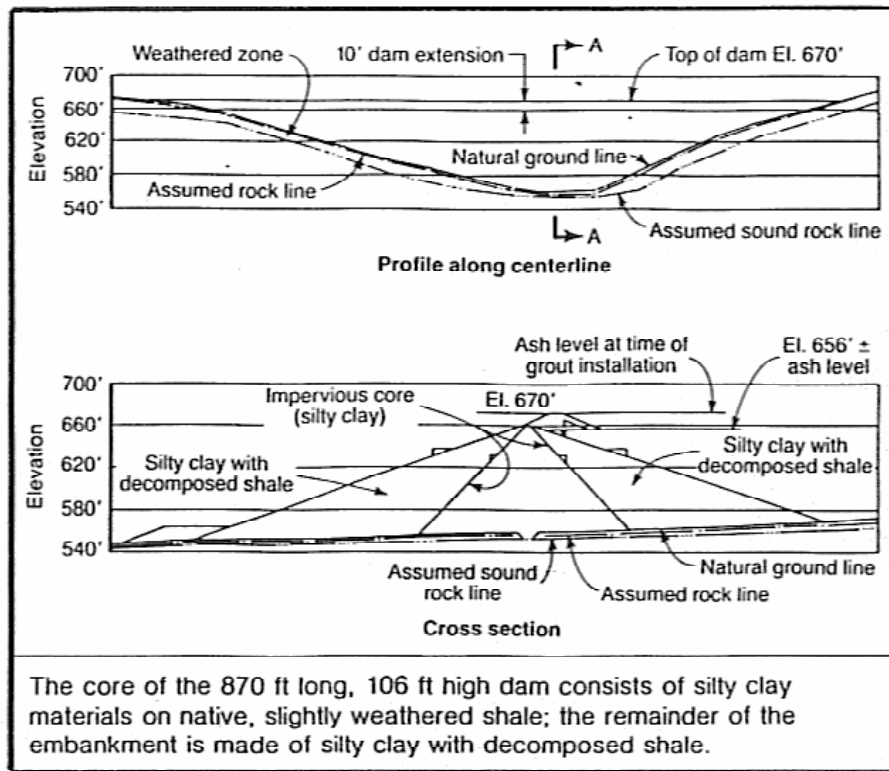 Weathered zone
10' dam extension
A
Top of dam El. 670'
700'
660'
620'
580'
540'
Elevation
Natural ground line
Assumed rock line
A
Assumed sound rock line
Profile along centerline
Ash level at time of
grout installation
El. 656' ±
ash level
700'
660'
620'
580'
540'
Elevation
Impervious core
(silty clay)
El. 670'
Silty clay with
decomposed shale
Silty clay with
decomposed shale
Assumed sound
rock line
Assumed rock line
Natural ground line
Cross section
The core of the 870 ft long, 106 ft high dam consists of silty clay
materials on native, slightly weathered shale; the remainder of the
embankment is made of silty clay with decomposed shale.